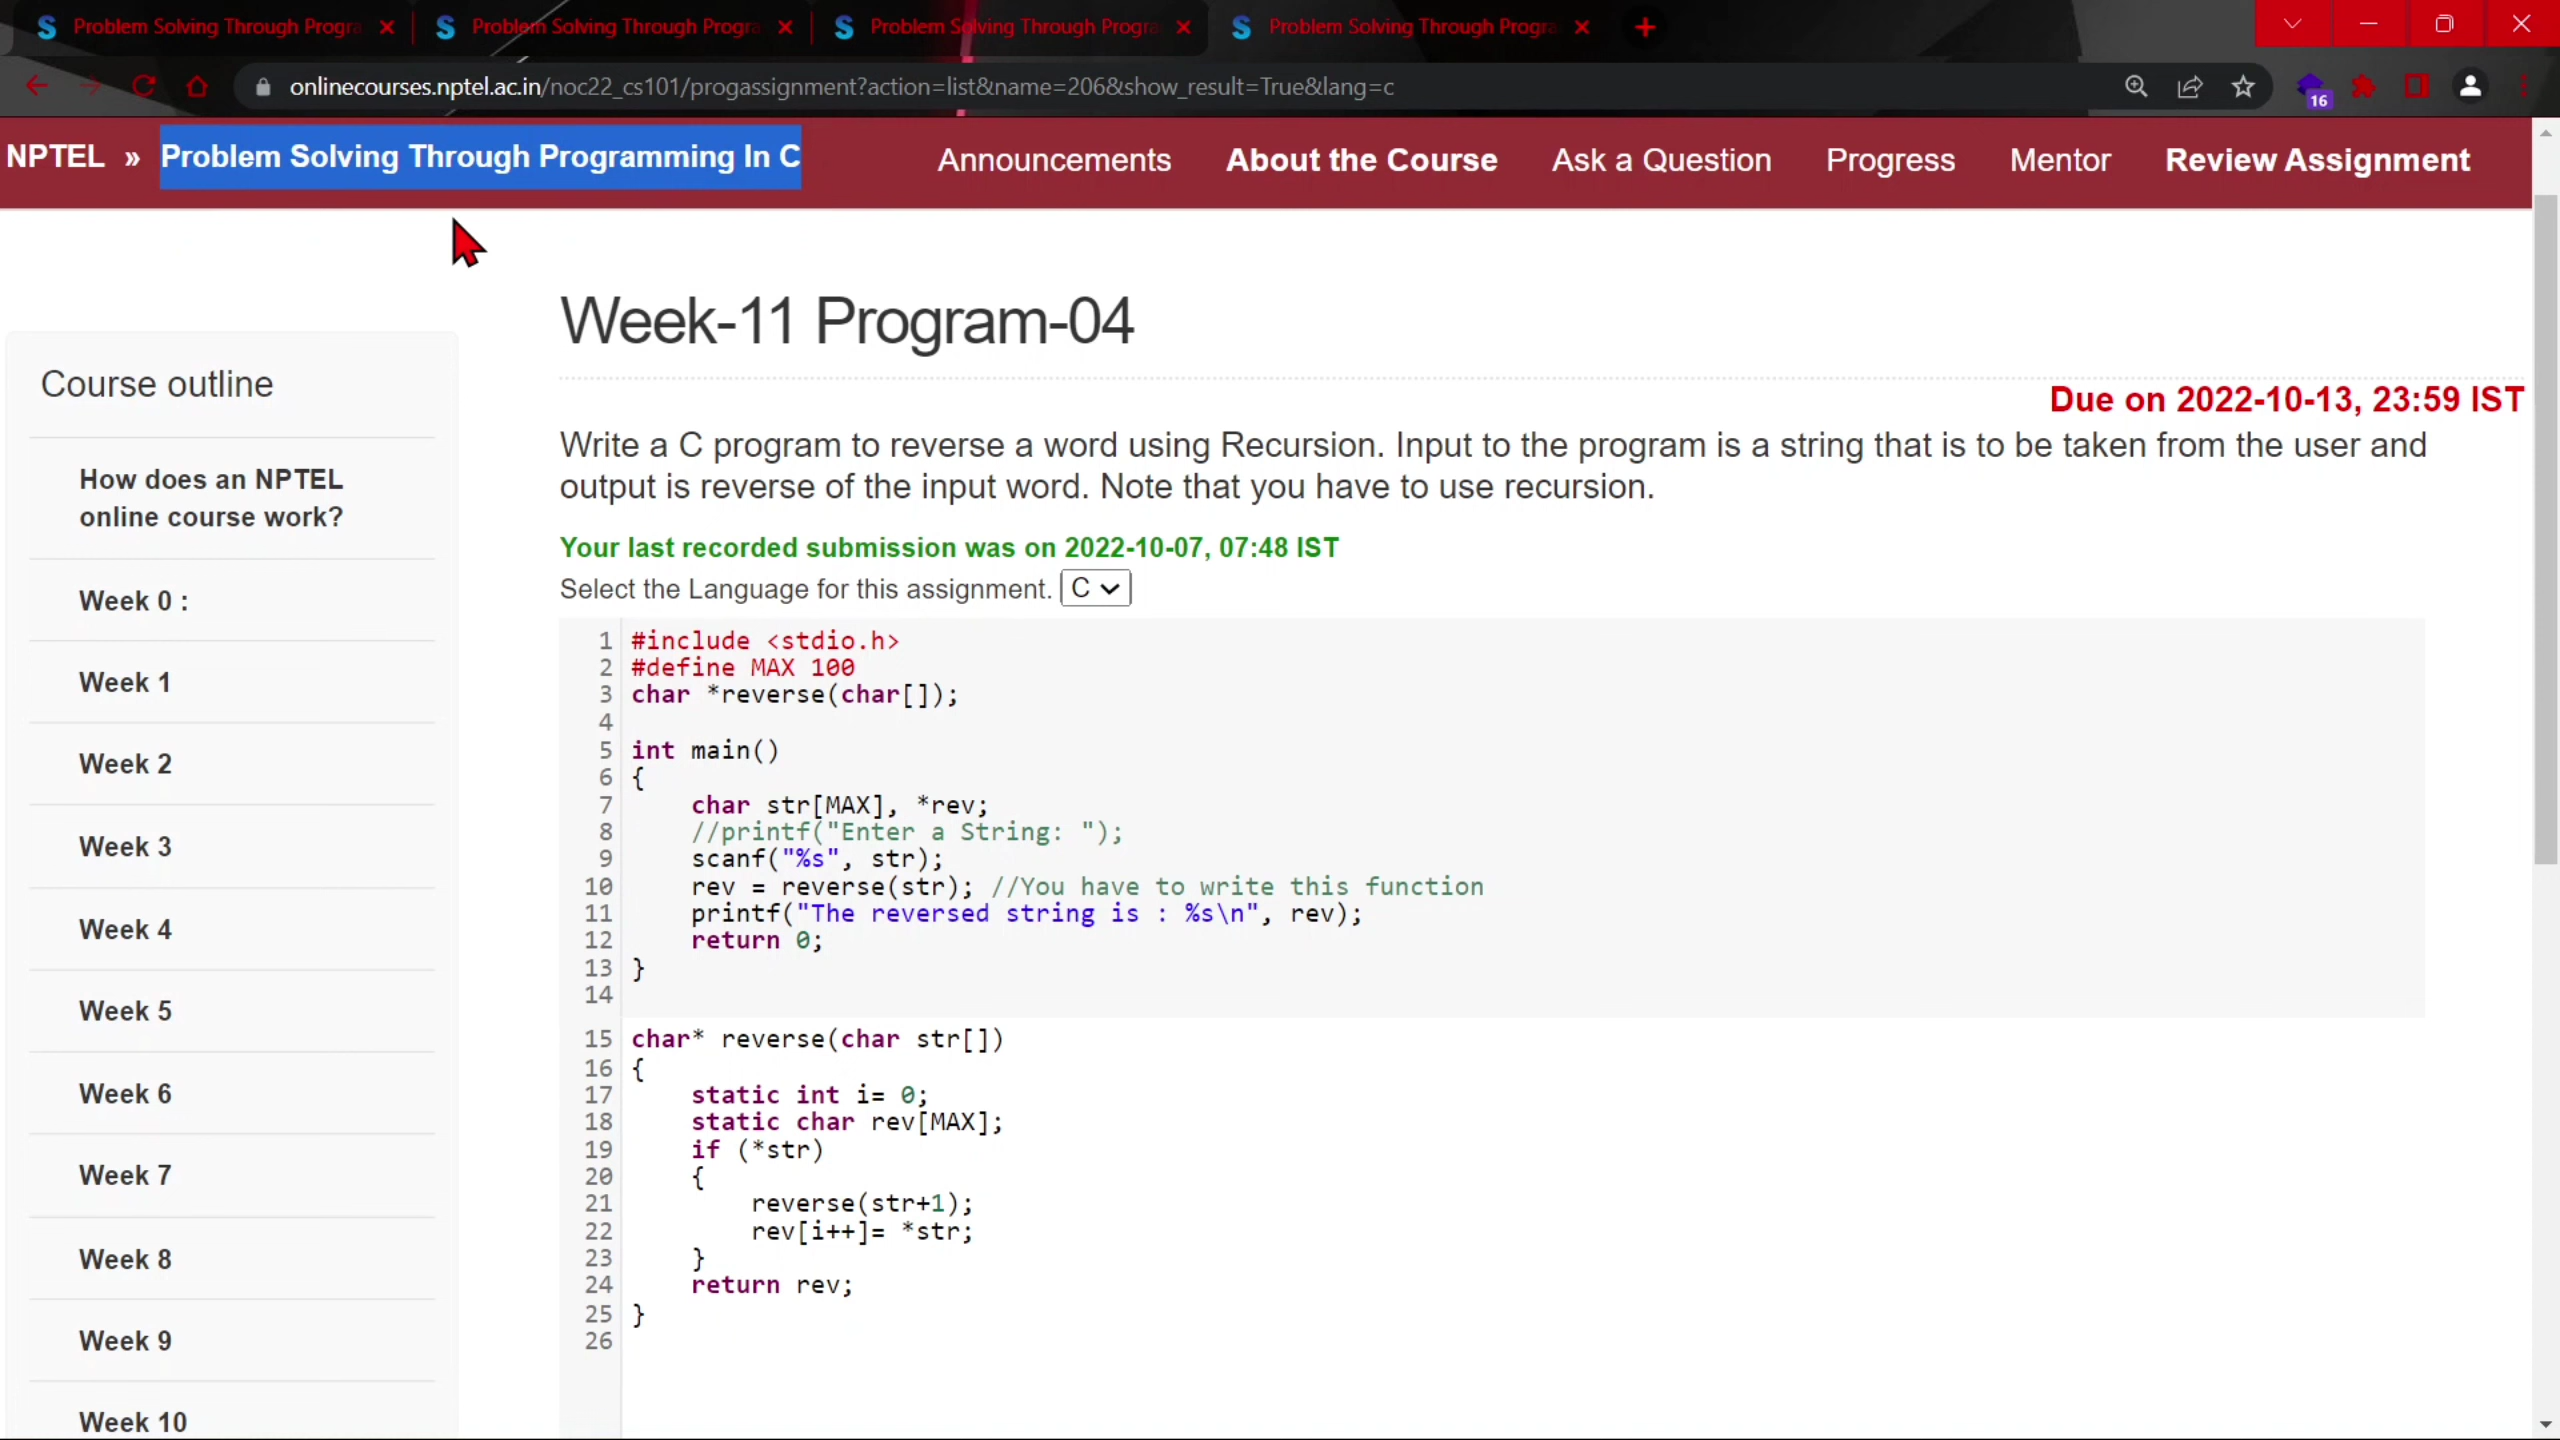 Problem Solving Through Progra
Problem Solving Through Progra
Problem Solving Through Progra
Problem Solving Through Progra
onlinecourses.nptel.ac.in/noc22_cs101/progassignment?action=list&name=206&show_result=True&lang=c
16
NPTEL » Problem Solving Through Programming In C
Announcements About the Course Ask a Question Progress Mentor Review Assignment
Course outline
How does an NPTEL
online course work?
Week 0 :
Week 1
Week 2
Week 3
Week 4
Week 5
Week 6
Week 7
Week 8
Week 9
Week 10
Week-11 Program-04
Due on 2022-10-13, 23:59 IST
Write a C program to reverse a word using Recursion. Input to the program is a string that is to be taken from the user and
output is reverse of the input word. Note that you have to use recursion.
Your last recorded submission was on 2022-10-07, 07:48 IST
Select the Language for this assignment. C
1 #include <stdio.h>
2 #define MAX 100
3 char *reverse(char[]);
4
5 int main()
6 {
7     char str[MAX], *rev;
8     //printf("Enter a String: ");
9     scanf("%s", str);
10     rev = reverse(str); //You have to write this function
11     printf("The reversed string is : %s\n", rev);
12     return 0;
13 }
14
15 char* reverse(char str[])
16 {
17     static int i= 0;
18     static char rev[MAX];
19     if (*str)
20     {
21         reverse(str+1);
22         rev[i++]= *str;
23     }
24     return rev;
25 }
26